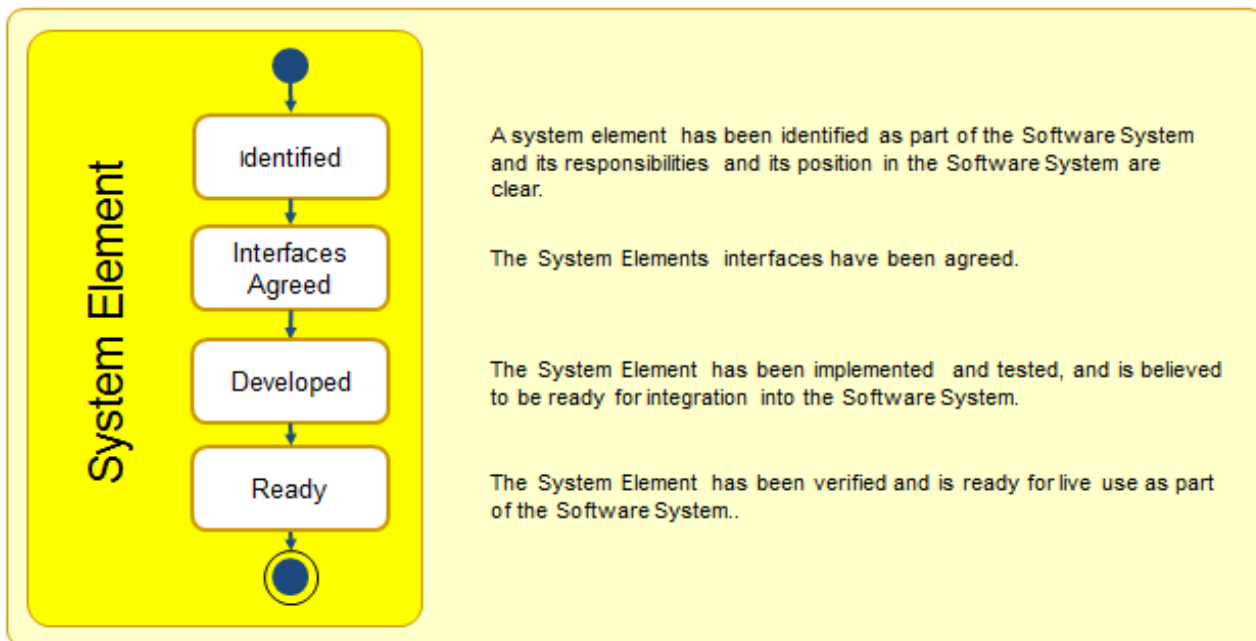 System Element
Identified
A system element has been identified as part of the Software System
and its responsibilities and its position in the Software System are
clear.
Interfaces
Agreed
The System Elements interfaces have been agreed.
Developed
The System Element has been implemented and tested, and is believed
to be ready for integration into the Software System.
Ready
The System Element has been verified and is ready for live use as part
of the Software System..